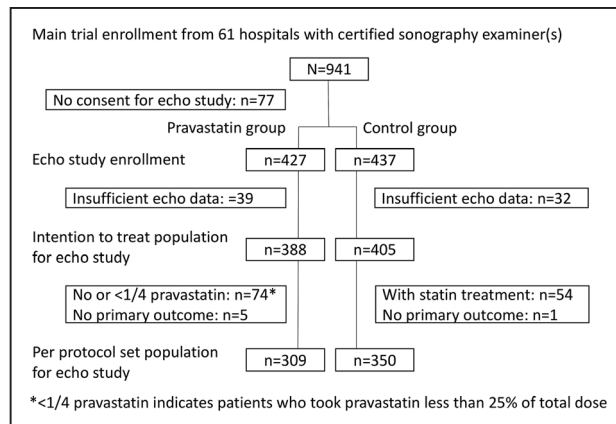 Main trial enrollment from 61 hospitals with certified sonography examiner(s)
N=941
No consent for echo study: n=77
Pravastatin group
Control group
Echo study enrollment
n=427
n=437
Insufficient echo data: =39
Insufficient echo data: n=32
Intention to treat population
for echo study
n=388
n=405
No or <1/4 pravastatin: n=74*
No primary outcome: n=5
With statin treatment: n=54
No primary outcome: n=1
Per protocol set population
for echo study
n=309
n=350
*<1/4 pravastatin indicates patients who took pravastatin less than 25% of total dose